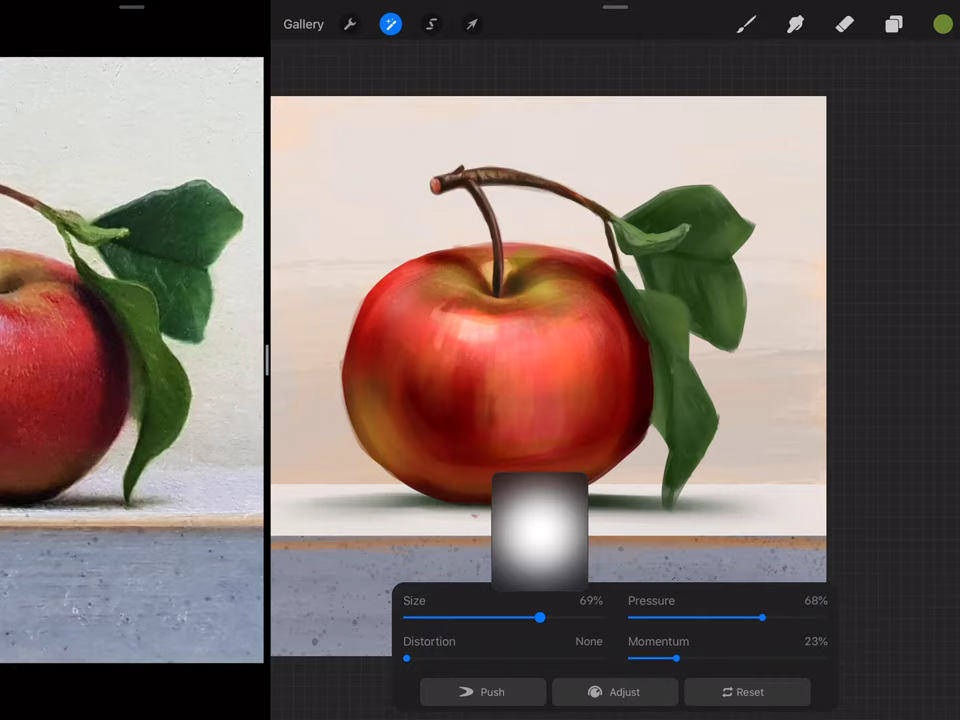 Gallery
Size 69% Pressure 68%
Distortion None Momentum 23%
Push Adjust Reset